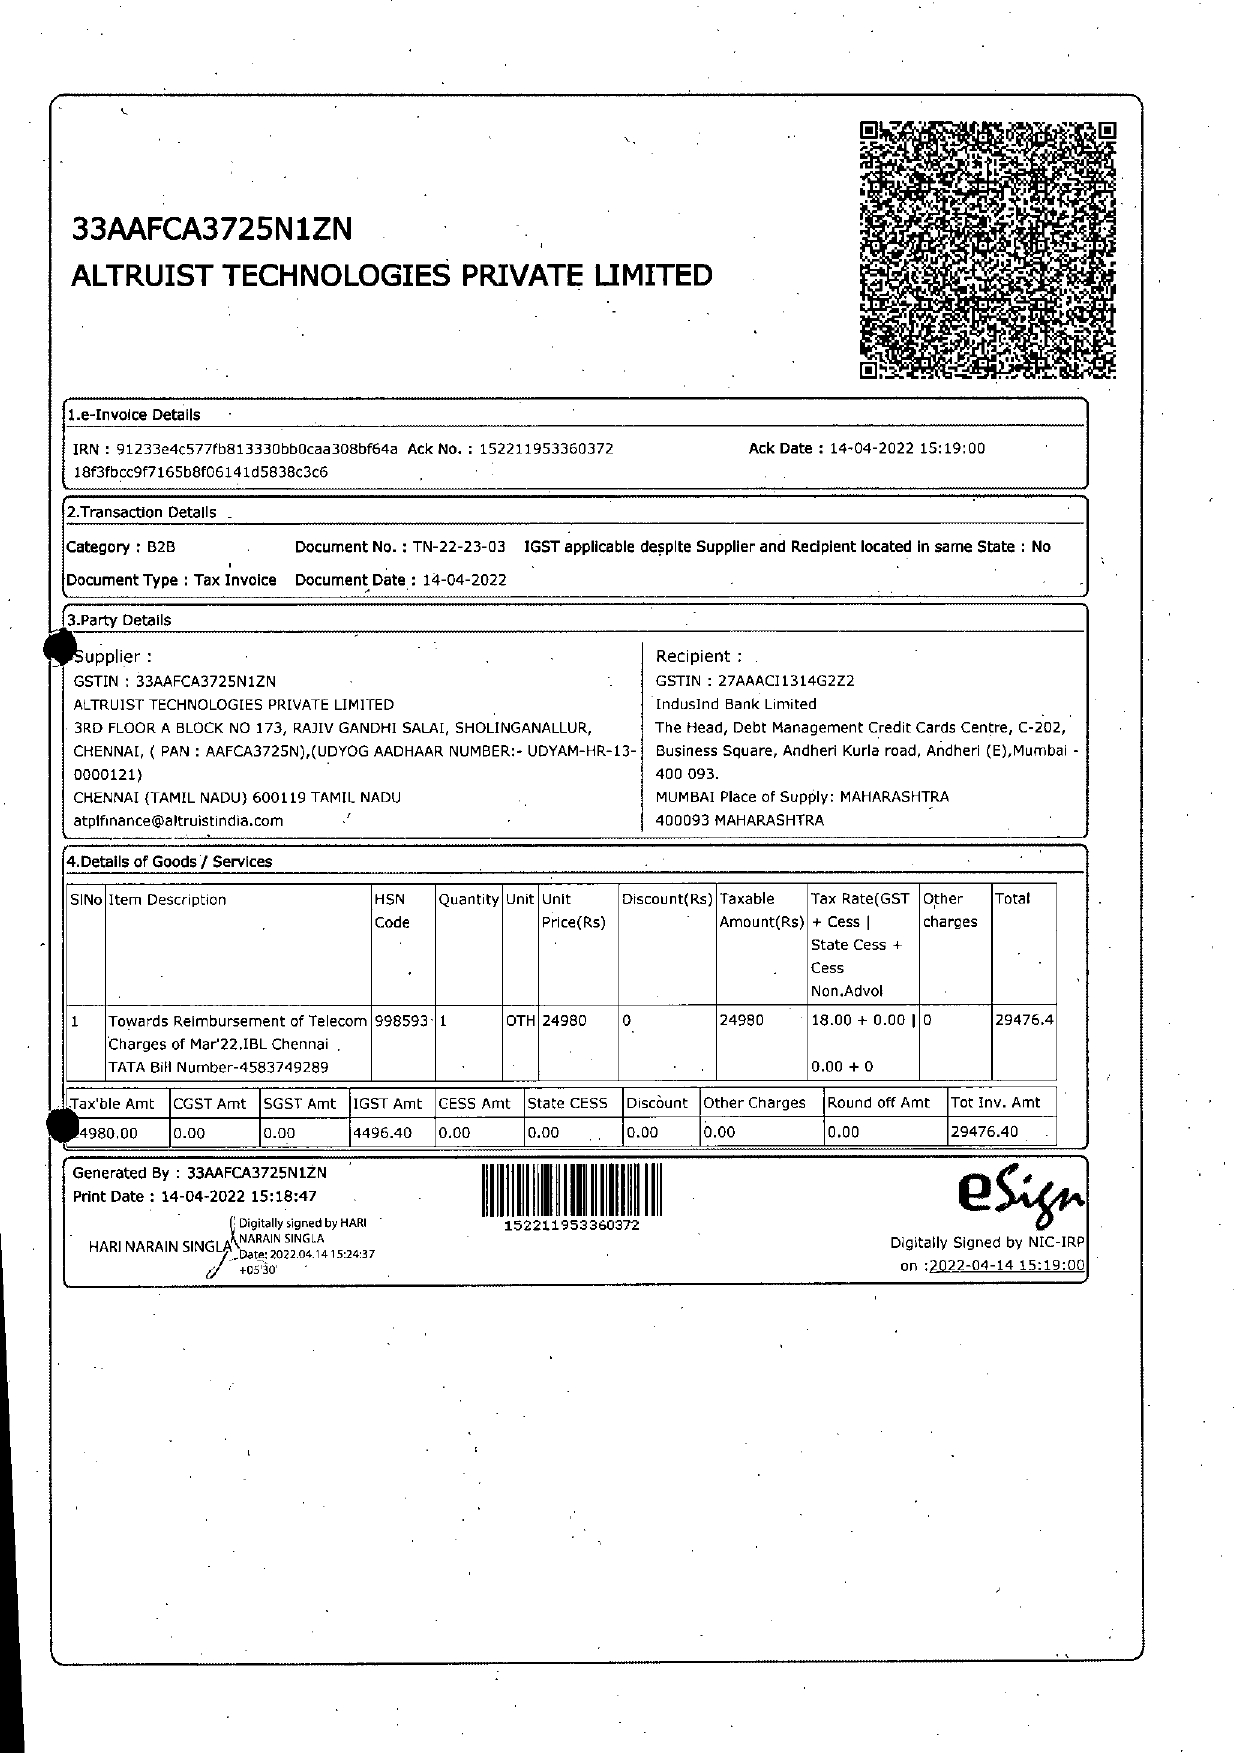 33AAFCA3725N1ZN
ALTRUIST TECHNOLOGIES PRIVATE LIMITED
1.e-Invoice Details
IRN : 91233e4c577fb813330bb0caa308bf64a Ack No. : 152211953360372 Ack Date : 14-04-2022 15:19:00
18f3fbcc9f7165b8f06141d5838c3c6
2.Transaction Details
Category : B2B Document No. : TN-22-23-03 IGST applicable despite Supplier and Recipient located in same State : No
Document Type : Tax Invoice Document Date : 14-04-2022
3.Party Details
Supplier :
GSTIN : 33AAFCA3725N1ZN
ALTRUIST TECHNOLOGIES PRIVATE LIMITED
3RD FLOOR A BLOCK NO 173, RAJIV GANDHI SALAI, SHOLINGANALLUR,
CHENNAI, ( PAN : AAFCA3725N),(UDYOG AADHAAR NUMBER:- UDYAM-HR-13-
0000121)
CHENNAI (TAMIL NADU) 600119 TAMIL NADU
atplfinance@altruistindia.com
Recipient :
GSTIN : 27AAACI1314G2Z2
IndusInd Bank Limited
The Head, Debt Management Credit Cards Centre, C-202,
Business Square, Andheri Kurla road, Andheri (E),Mumbai -
400 093.
MUMBAI Place of Supply: MAHARASHTRA
400093 MAHARASHTRA
4.Details of Goods / Services
SlNo Item Description HSN Quantity Unit Unit Discount(Rs) Taxable Tax Rate(GST Other Total
Code Price(Rs) Amount(Rs) + Cess | charges
State Cess +
Cess
Non.Advol
1 Towards Reimbursement of Telecom 998593 1 OTH 24980 0 24980 18.00 + 0.00 | 0 29476.4
Charges of Mar'22,IBL Chennai
TATA Bill Number-4583749289 0.00 + 0
Tax'ble Amt CGST Amt SGST Amt IGST Amt CESS Amt State CESS Discount Other Charges Round off Amt Tot Inv. Amt
4980.00 0.00 0.00 4496.40 0.00 0.00 0.00 0.00 0.00 29476.40
Generated By : 33AAFCA3725N1ZN
Print Date : 14-04-2022 15:18:47
HARI NARAIN SINGLA
Digitally signed by HARI
NARAIN SINGLA
Date: 2022.04.14 15:24:37
+05'30'
152211953360372
eSign
Digitally Signed by NIC-IRP
on :2022-04-14 15:19:00